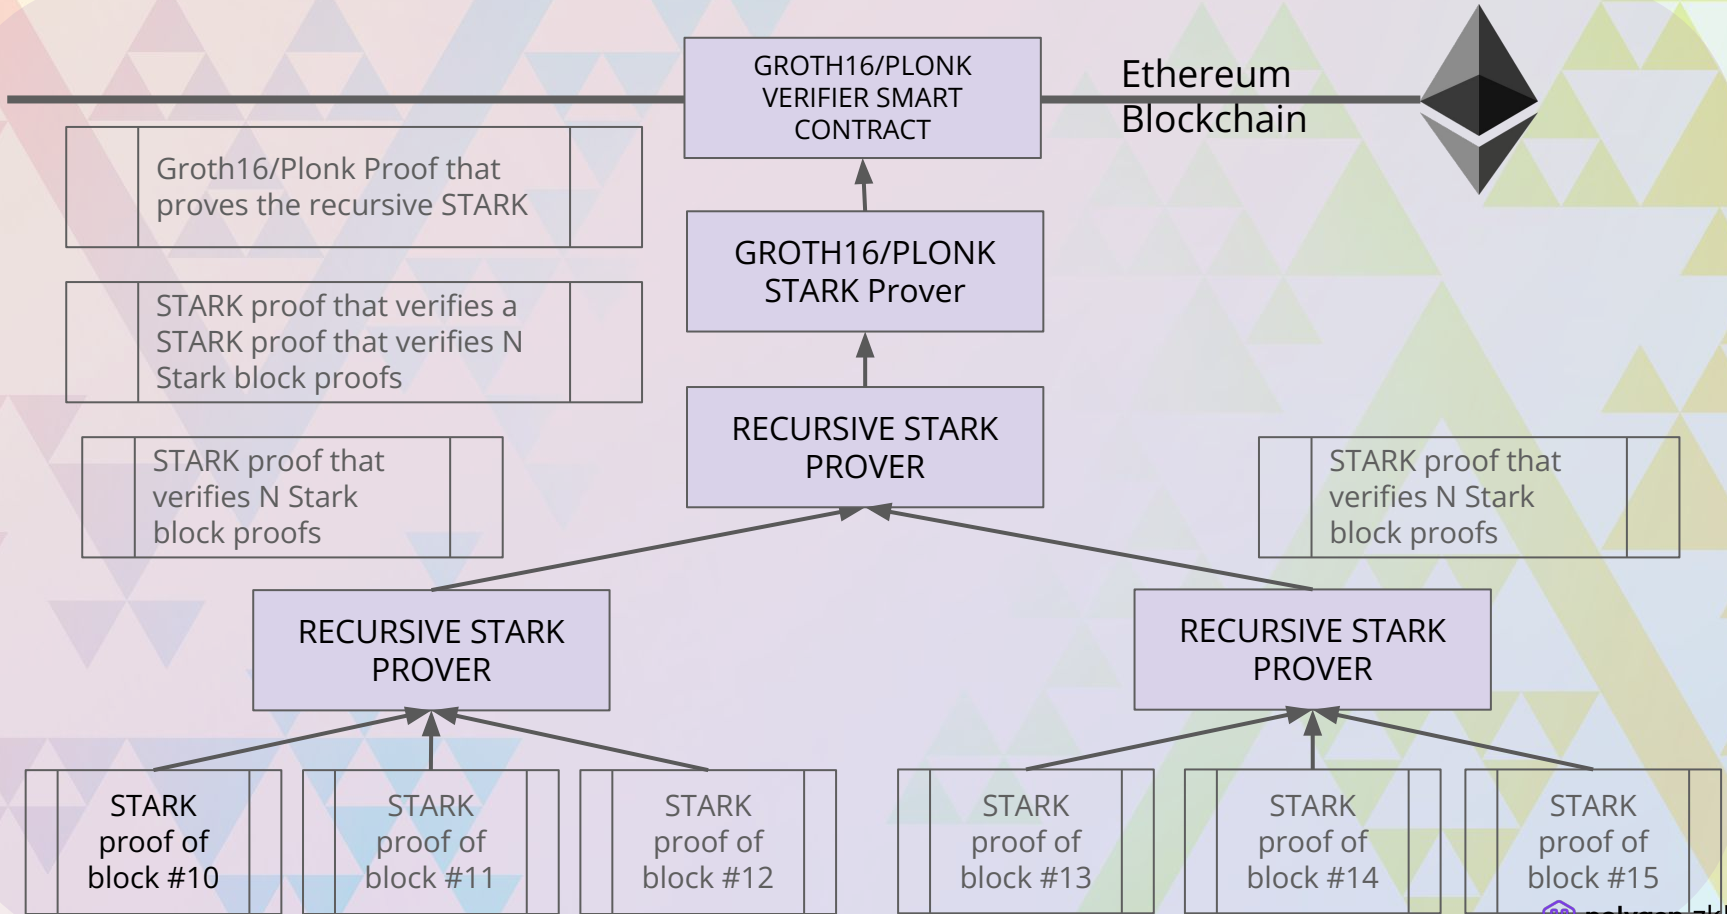 GROTH16/PLONK
VERIFIER SMART
CONTRACT
Ethereum
Blockchain
Groth16/Plonk Proof that
proves the recursive STARK
GROTH16/PLONK
STARK Prover
STARK proof that verifies a
STARK proof that verifies N
Stark block proofs
RECURSIVE STARK
PROVER
STARK proof that
verifies N Stark
block proofs
STARK proof that
verifies N Stark
block proofs
RECURSIVE STARK
PROVER
RECURSIVE STARK
PROVER
STARK
proof of
block #10
STARK
proof of
block #11
STARK
proof of
block #12
STARK
proof of
block #13
STARK
proof of
block #14
STARK
proof of
block #15